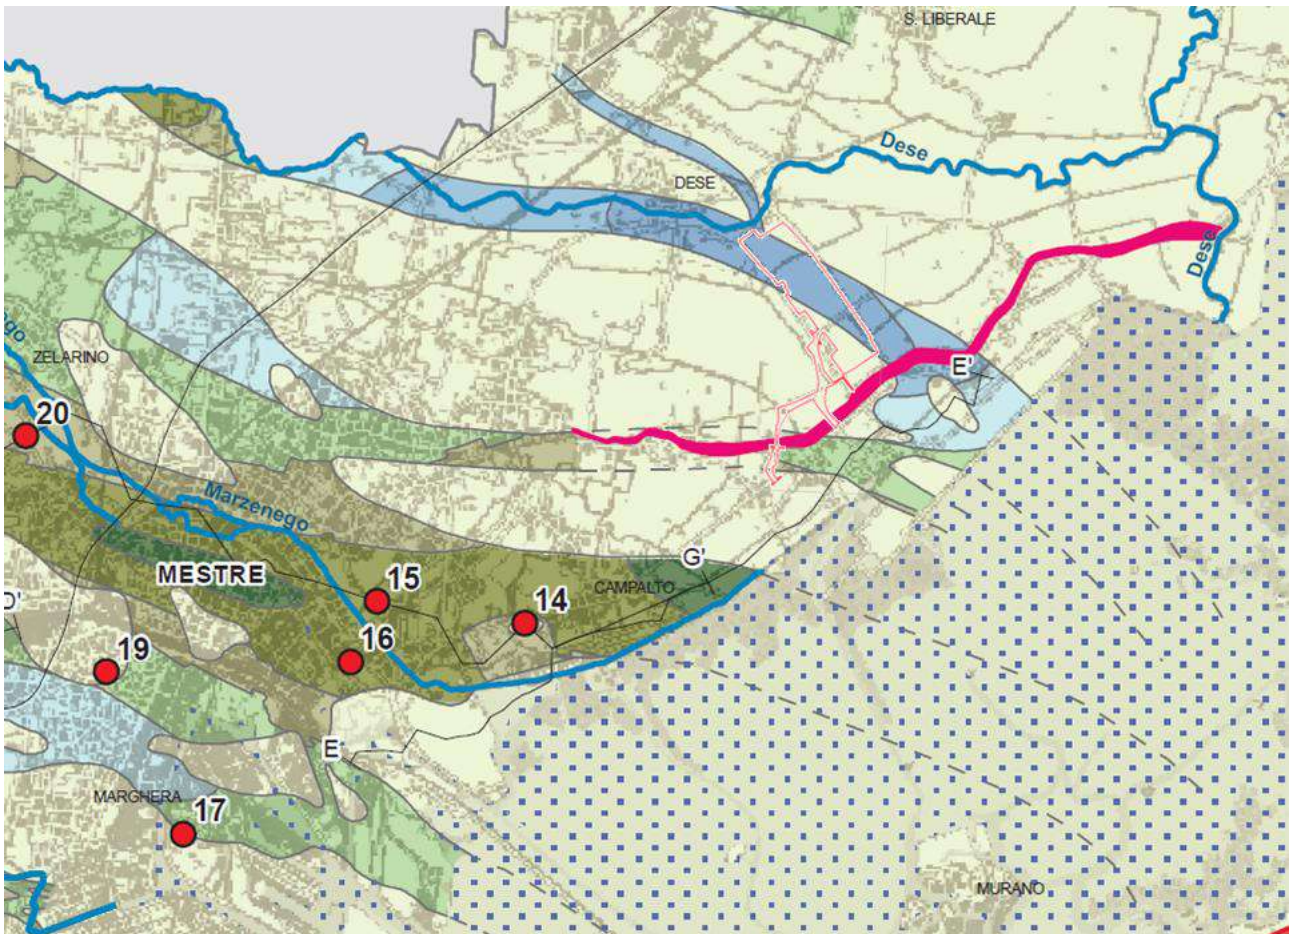 S. LIBERALE
Dese
DESE
Dese
ZELARINO
E'
20
Marzenego
G'
MESTRE
15
CAMPALTO
14
D'
16
19
E
MARGHERA
17
MURANO